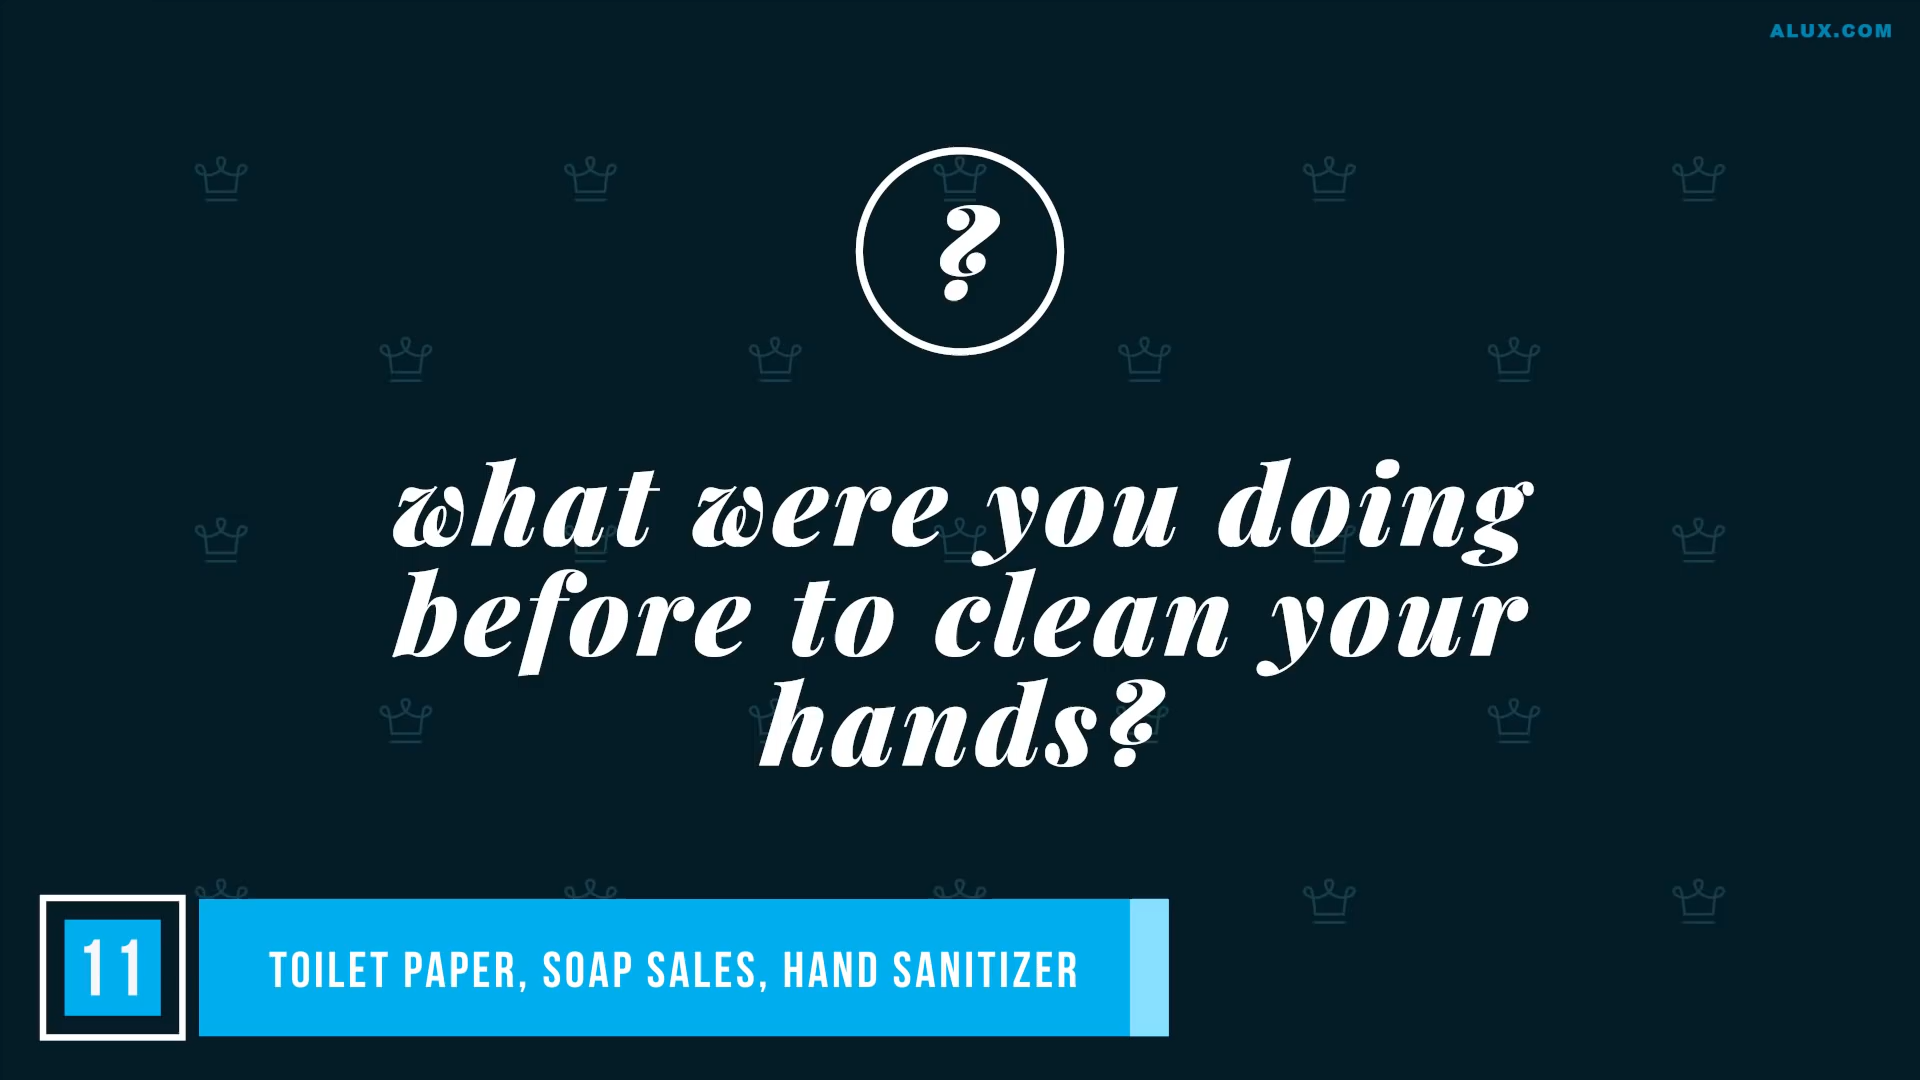 ALUX.COM
?
what were you doing
before to clean your
hands?
11
TOILET PAPER, SOAP SALES, HAND SANITIZER